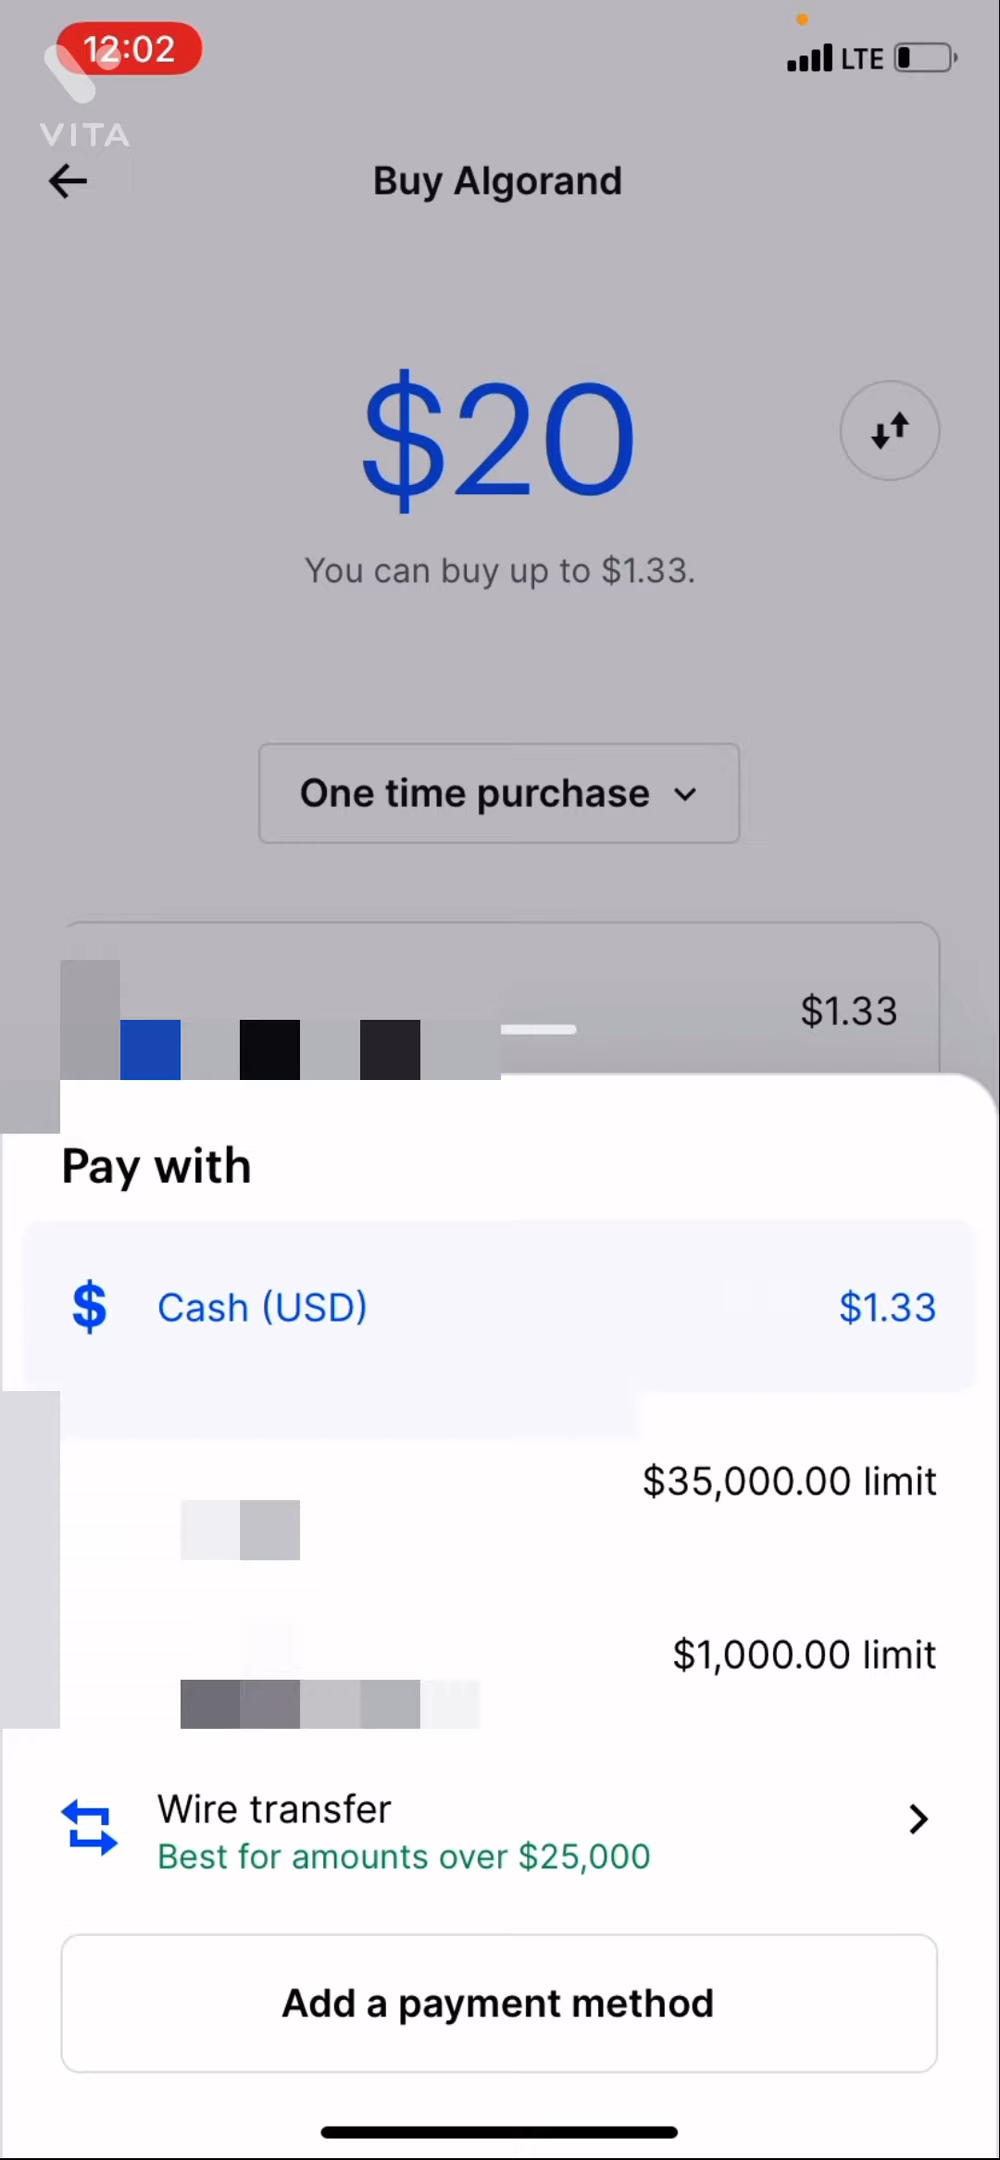 12:02
LTE
VITA
Buy Algorand
$20
You can buy up to $1.33.
One time purchase
$1.33
Pay with
$ Cash (USD) $1.33
$35,000.00 limit
$1,000.00 limit
Wire transfer
Best for amounts over $25,000
Add a payment method